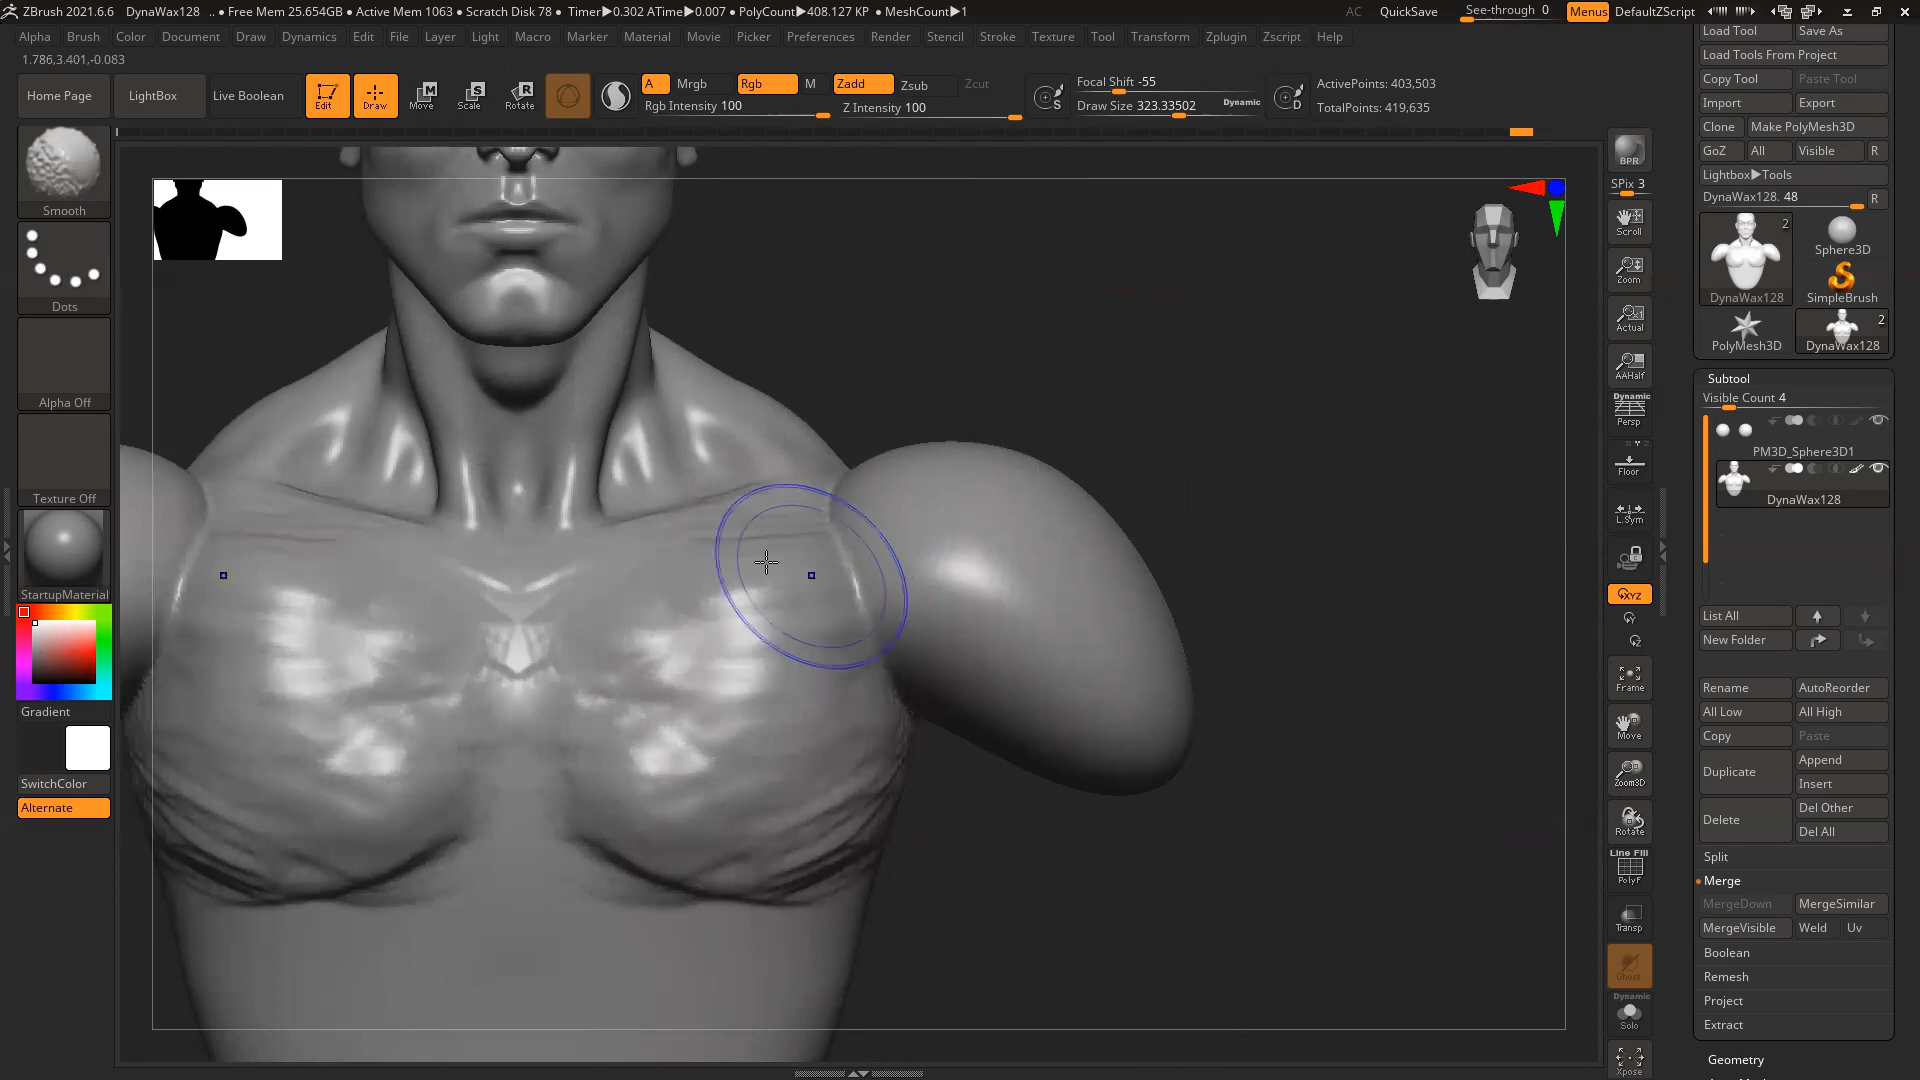 ZBrush 2021.6.6 DynaWax128 .. • Free Mem 25.654GB • Active Mem 1063 • Scratch Disk 78 • Timer▶0.302 ATime▶0.007 • PolyCount▶408.127 KP • MeshCount▶1 AC QuickSave See-through 0 Menus DefaultZScript
Alpha Brush Color Document Draw Dynamics Edit File Layer Light Macro Marker Material Movie Picker Preferences Render Stencil Stroke Texture Tool Transform Zplugin Zscript Help
1.786,3.401,-0.083
Home Page LightBox Live Boolean Edit Draw Move Scale Rotate
A Mrgb Rgb M Zadd Zsub Zcut
Rgb Intensity 100 Z Intensity 100
S Focal Shift -55
Draw Size 323.33502 Dynamic D
ActivePoints: 403,503
TotalPoints: 419,635
Smooth
Dots
Alpha Off
Texture Off
StartupMaterial
Gradient
SwitchColor
Alternate
BPR
SPix 3
Scroll
Zoom
Actual
AAHalf
Dynamic
Persp
Floor
L.Sym
XYZ
Frame
Move
Zoom3D
Rotate
Line Fill
PolyF
Transp
Ghost
Dynamic
Solo
Xpose
Load Tool Save As
Load Tools From Project
Copy Tool Paste Tool
Import Export
Clone Make PolyMesh3D
GoZ All Visible R
Lightbox▶Tools
DynaWax128. 48 R
2
Sphere3D
DynaWax128 SimpleBrush
2
PolyMesh3D DynaWax128
Subtool
Visible Count 4
PM3D_Sphere3D1
DynaWax128
List All
New Folder
Rename AutoReorder
All Low All High
Copy Paste
Duplicate Append
Insert
Delete Del Other
Del All
Split
Merge
MergeDown MergeSimilar
MergeVisible Weld Uv
Boolean
Remesh
Project
Extract
Geometry